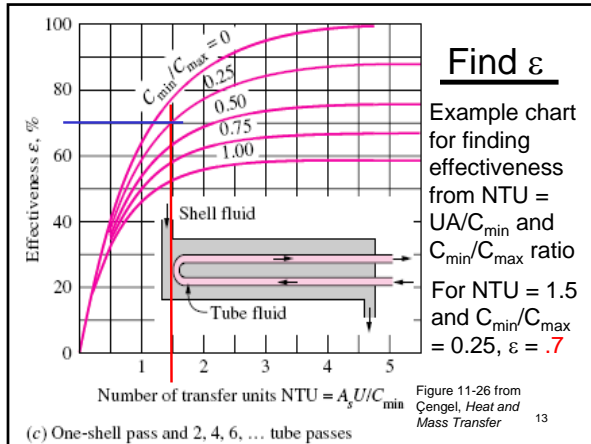 100
80
60
40
20
0
Effectiveness ε, %
C_min/C_max = 0
0.25
0.50
0.75
1.00
Shell fluid
Tube fluid
1
2
3
4
5
Number of transfer units NTU = A_sU/C_min
(c) One-shell pass and 2, 4, 6, … tube passes
Find ε
Example chart
for finding
effectiveness
from NTU =
UA/C_min and
C_min/C_max ratio
For NTU = 1.5
and C_min/C_max
= 0.25, ε = .7
Figure 11-26 from
Çengel, Heat and
Mass Transfer
13